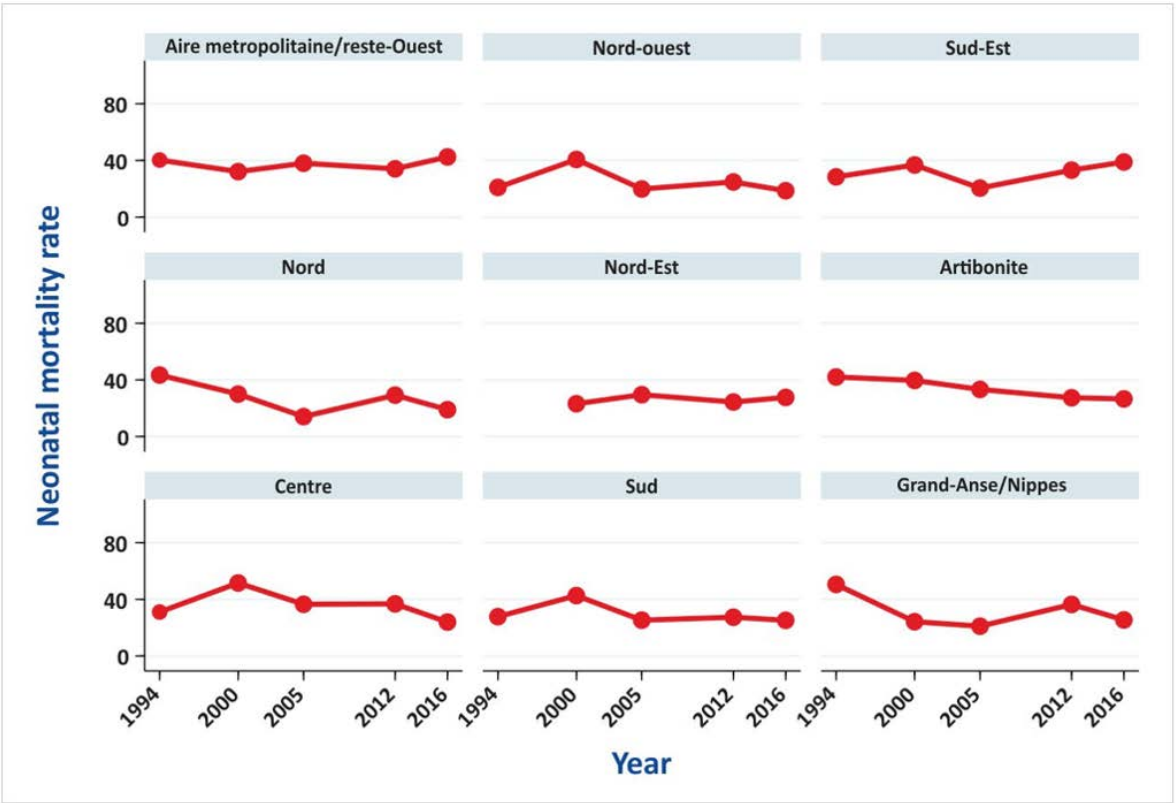 Aire metropolitaine/reste-Ouest
Nord-ouest
Sud-Est
80
40
0
Nord
Nord-Est
Artibonite
80
40
0
Centre
Sud
Grand-Anse/Nippes
80
40
0
1994 2000 2005 2012 2016
1994 2000 2005 2012 2016
1994 2000 2005 2012 2016
Neonatal mortality rate
Year